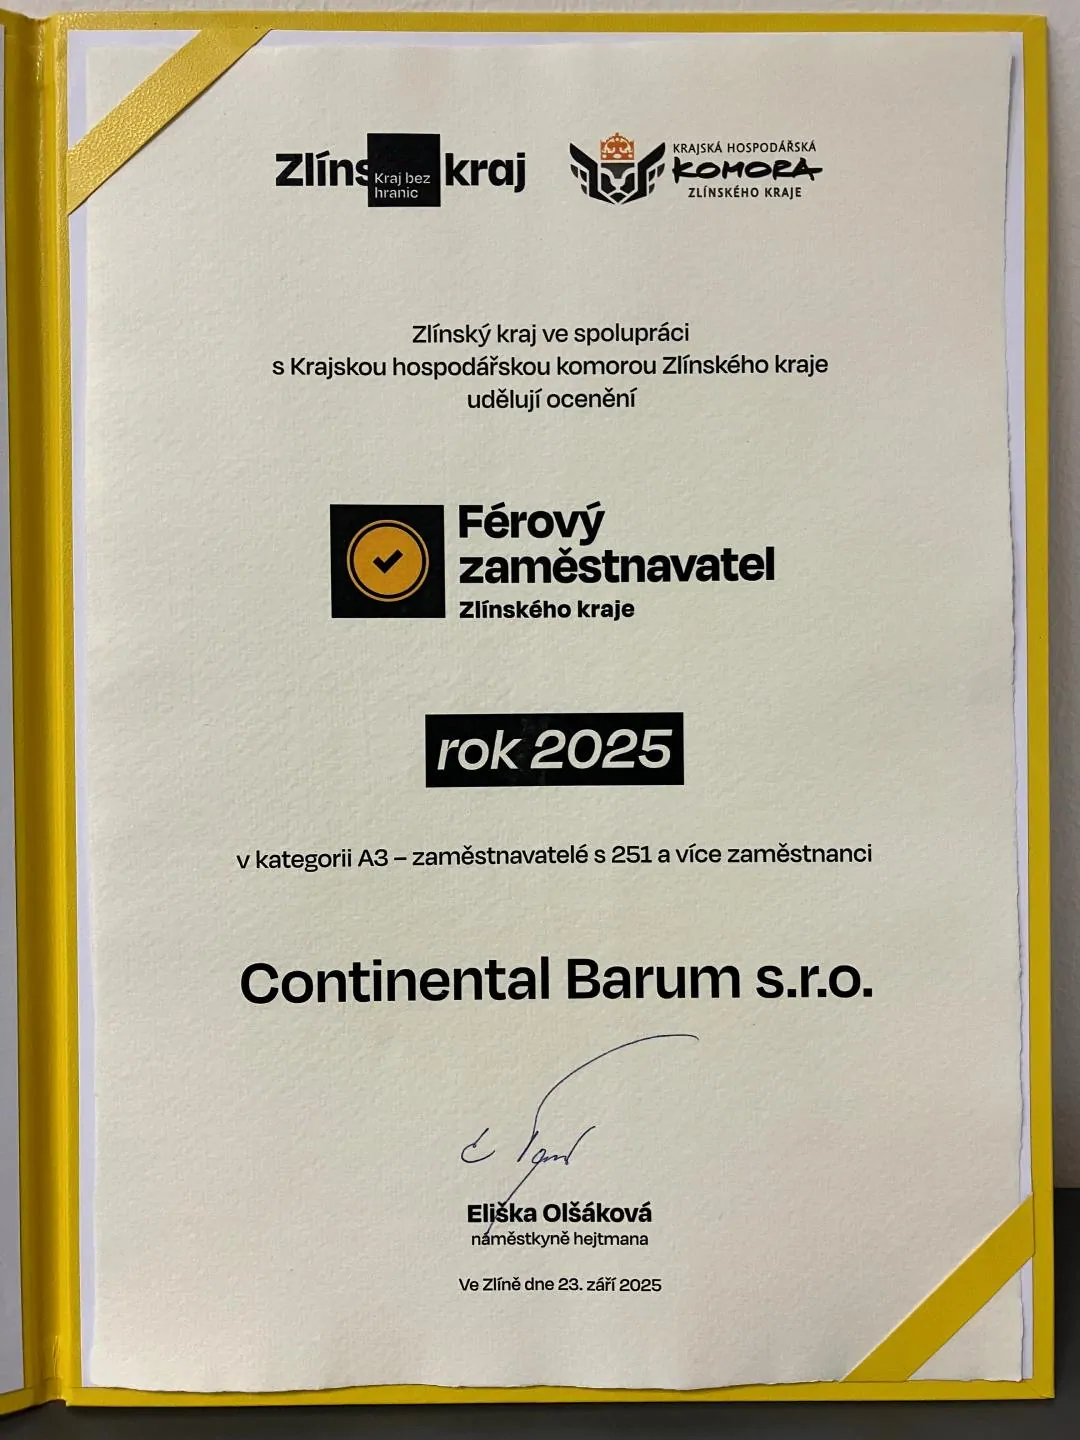 Zlíns kraj
Kraj bez
hranic
KRAJSKÁ HOSPODÁŘSKÁ
KOMORA
ZLÍNSKÉHO KRAJE
Zlínský kraj ve spolupráci
s Krajskou hospodářskou komorou Zlínského kraje
udělují ocenění
Férový
zaměstnavatel
Zlínského kraje
rok 2025
v kategorii A3 – zaměstnavatelé s 251 a více zaměstnanci
Continental Barum s.r.o.
Eliška Olšáková
náměstkyně hejtmana
Ve Zlíně dne 23. září 2025